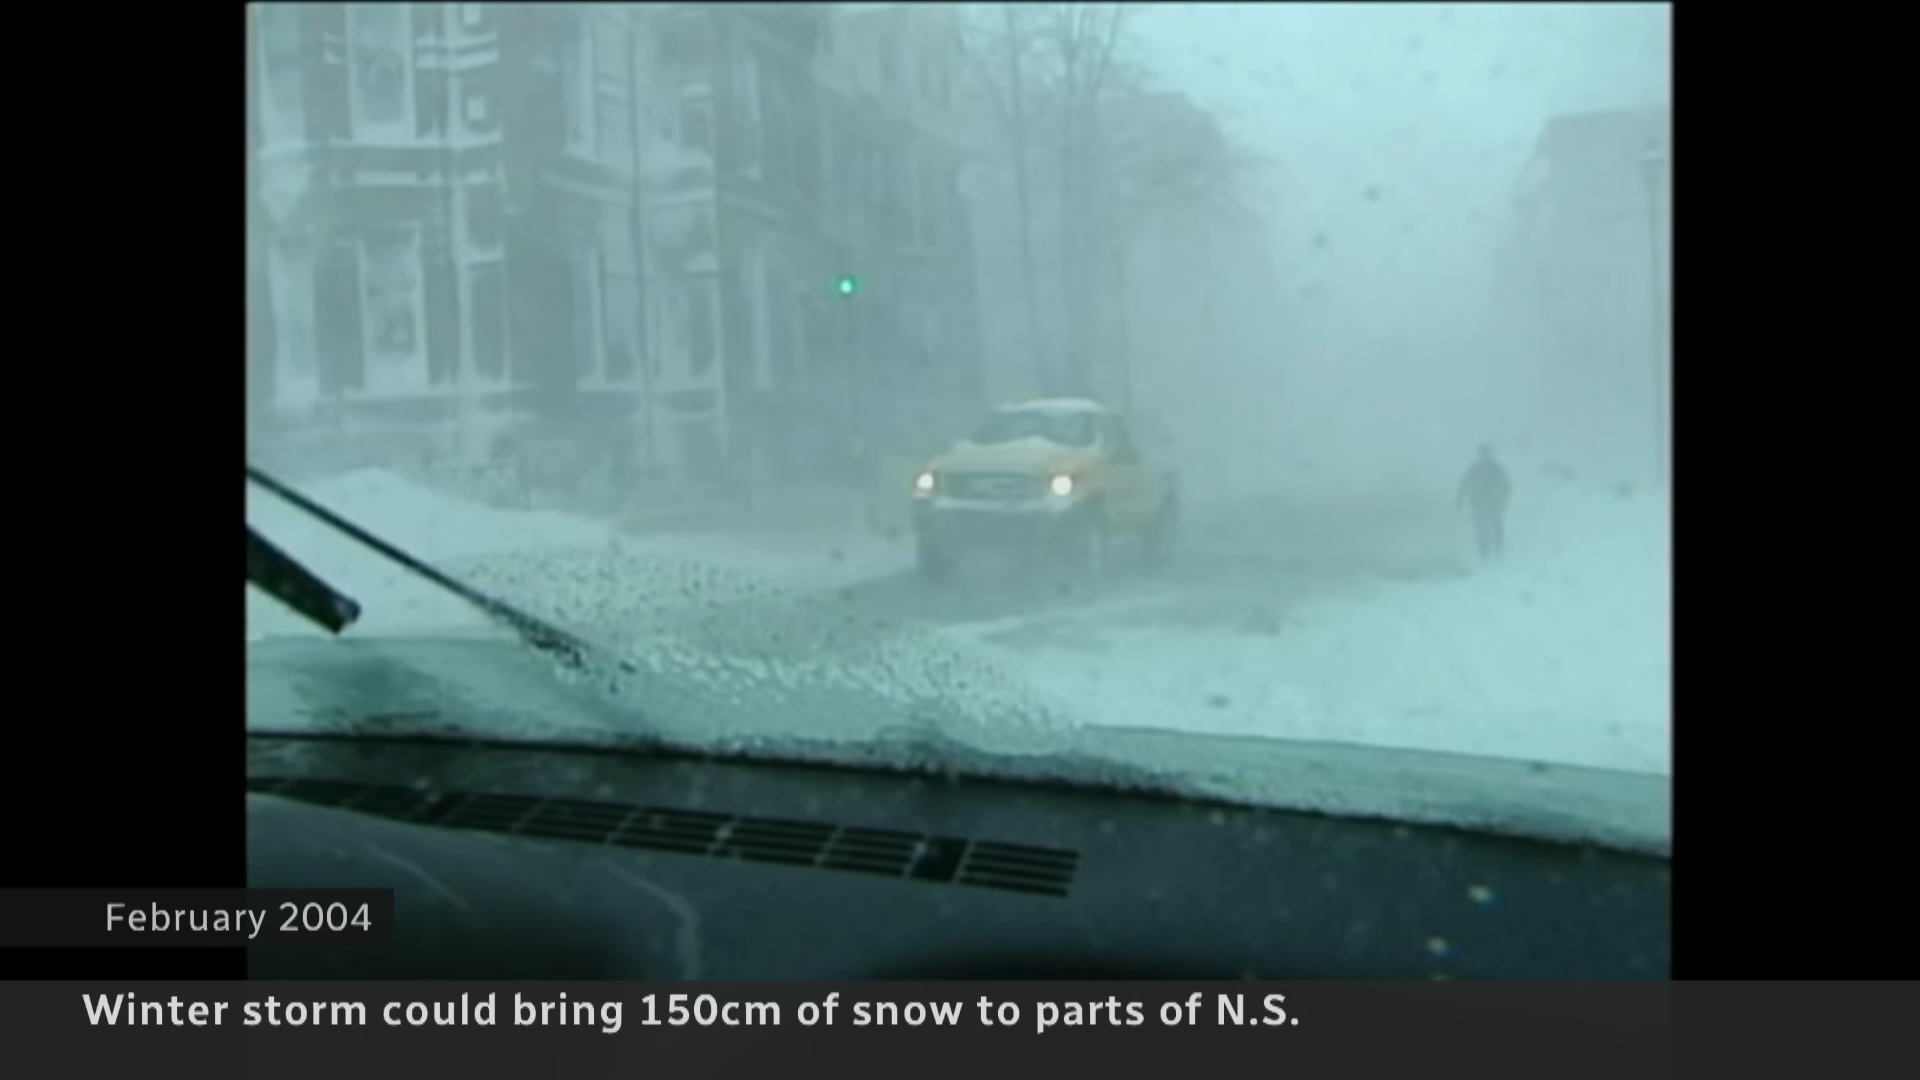 February 2004
Winter storm could bring 150cm of snow to parts of N.S.